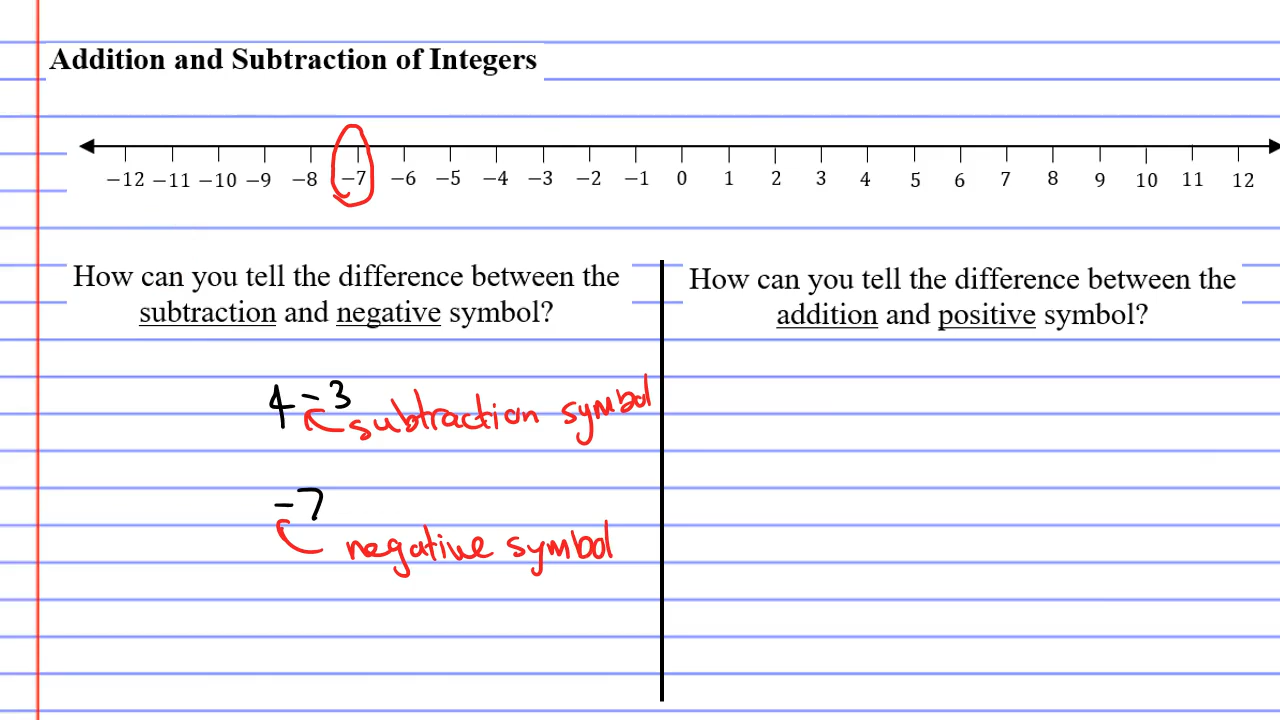 Addition and Subtraction of Integers
−12 −11 −10 −9 −8 −7 −6 −5 −4 −3 −2 −1 0 1 2 3 4 5 6 7 8 9 10 11 12
How can you tell the difference between the
subtraction and negative symbol?
4 − 3
subtraction symbol
−7
negative symbol
How can you tell the difference between the
addition and positive symbol?